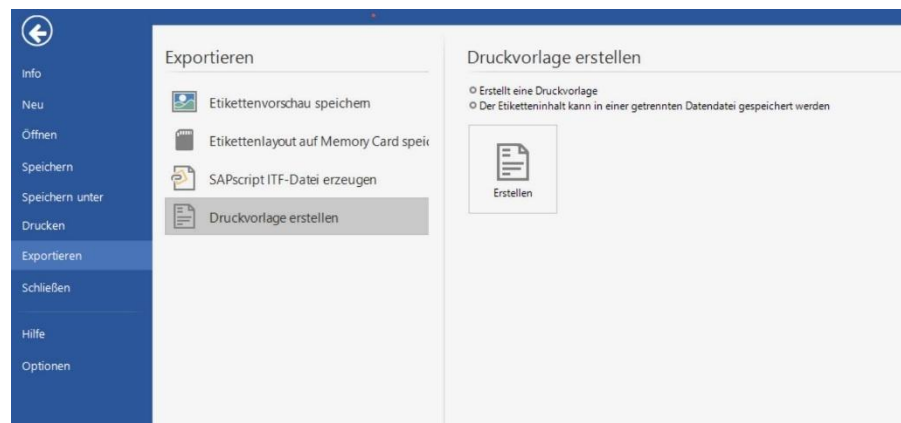 Info
Neu
Öffnen
Speichern
Speichern unter
Drucken
Exportieren
Schließen
Hilfe
Optionen
Exportieren
Etikettenvorschau speichern
Etikettenlayout auf Memory Card speic
SAPscript ITF-Datei erzeugen
Druckvorlage erstellen
Druckvorlage erstellen
Erstellt eine Druckvorlage
Der Etiketteninhalt kann in einer getrennten Datendatei gespeichert werden
Erstellen